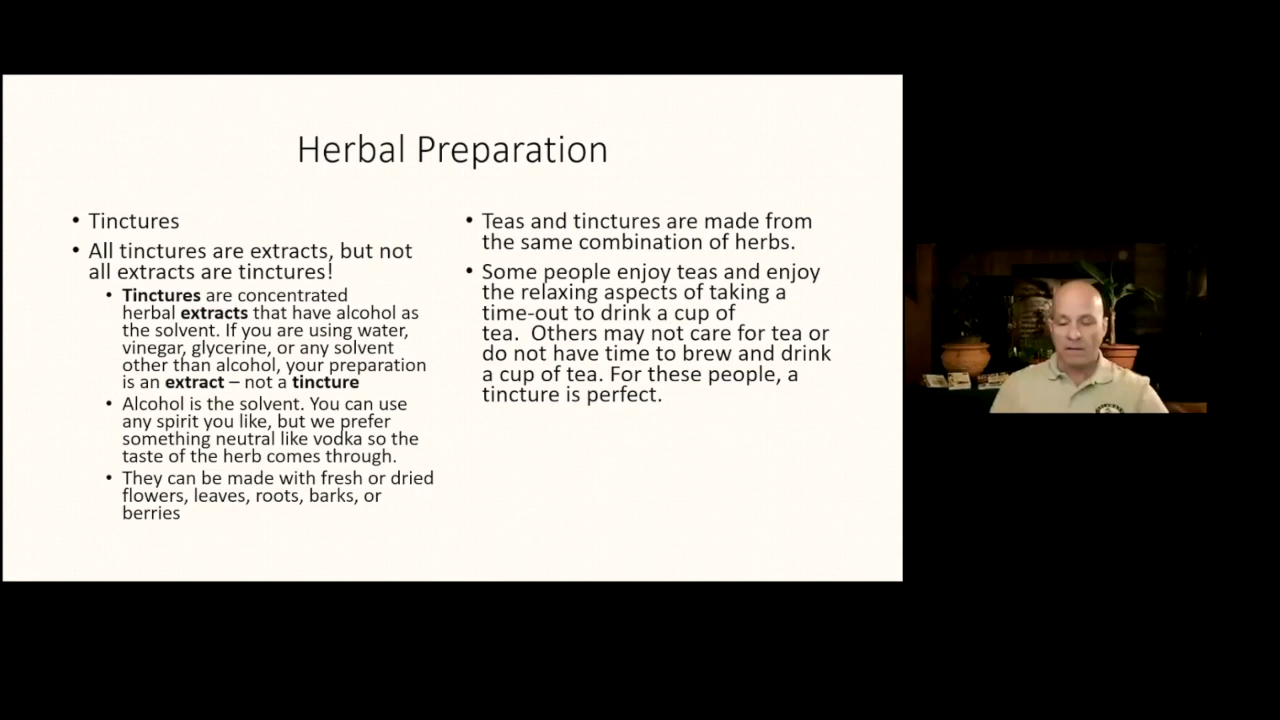 Herbal Preparation
• Tinctures
• All tinctures are extracts, but not
all extracts are tinctures!
• Tinctures are concentrated
herbal extracts that have alcohol as
the solvent. If you are using water,
vinegar, glycerine, or any solvent
other than alcohol, your preparation
is an extract – not a tincture
• Alcohol is the solvent. You can use
any spirit you like, but we prefer
something neutral like vodka so the
taste of the herb comes through.
• They can be made with fresh or dried
flowers, leaves, roots, barks, or
berries
• Teas and tinctures are made from
the same combination of herbs.
• Some people enjoy teas and enjoy
the relaxing aspects of taking a
time-out to drink a cup of
tea.  Others may not care for tea or
do not have time to brew and drink
a cup of tea. For these people, a
tincture is perfect.